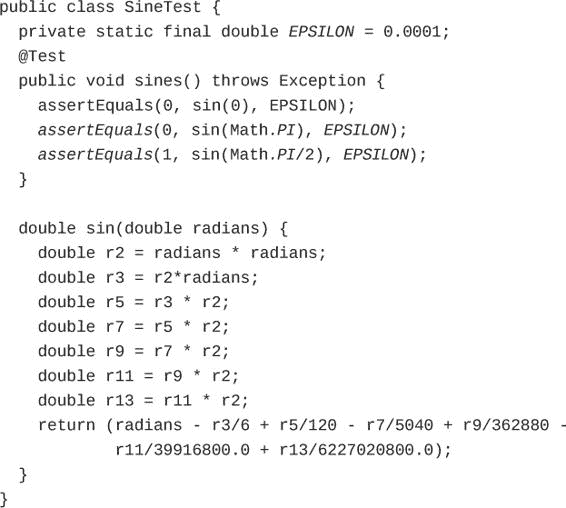 public class SineTest {
  private static final double EPSILON = 0.0001;
  @Test
  public void sines() throws Exception {
    assertEquals(0, sin(0), EPSILON);
    assertEquals(0, sin(Math.PI), EPSILON);
    assertEquals(1, sin(Math.PI/2), EPSILON);
  }

  double sin(double radians) {
    double r2 = radians * radians;
    double r3 = r2*radians;
    double r5 = r3 * r2;
    double r7 = r5 * r2;
    double r9 = r7 * r2;
    double r11 = r9 * r2;
    double r13 = r11 * r2;
    return (radians - r3/6 + r5/120 - r7/5040 + r9/362880 -
            r11/39916800.0 + r13/6227020800.0);
  }
}